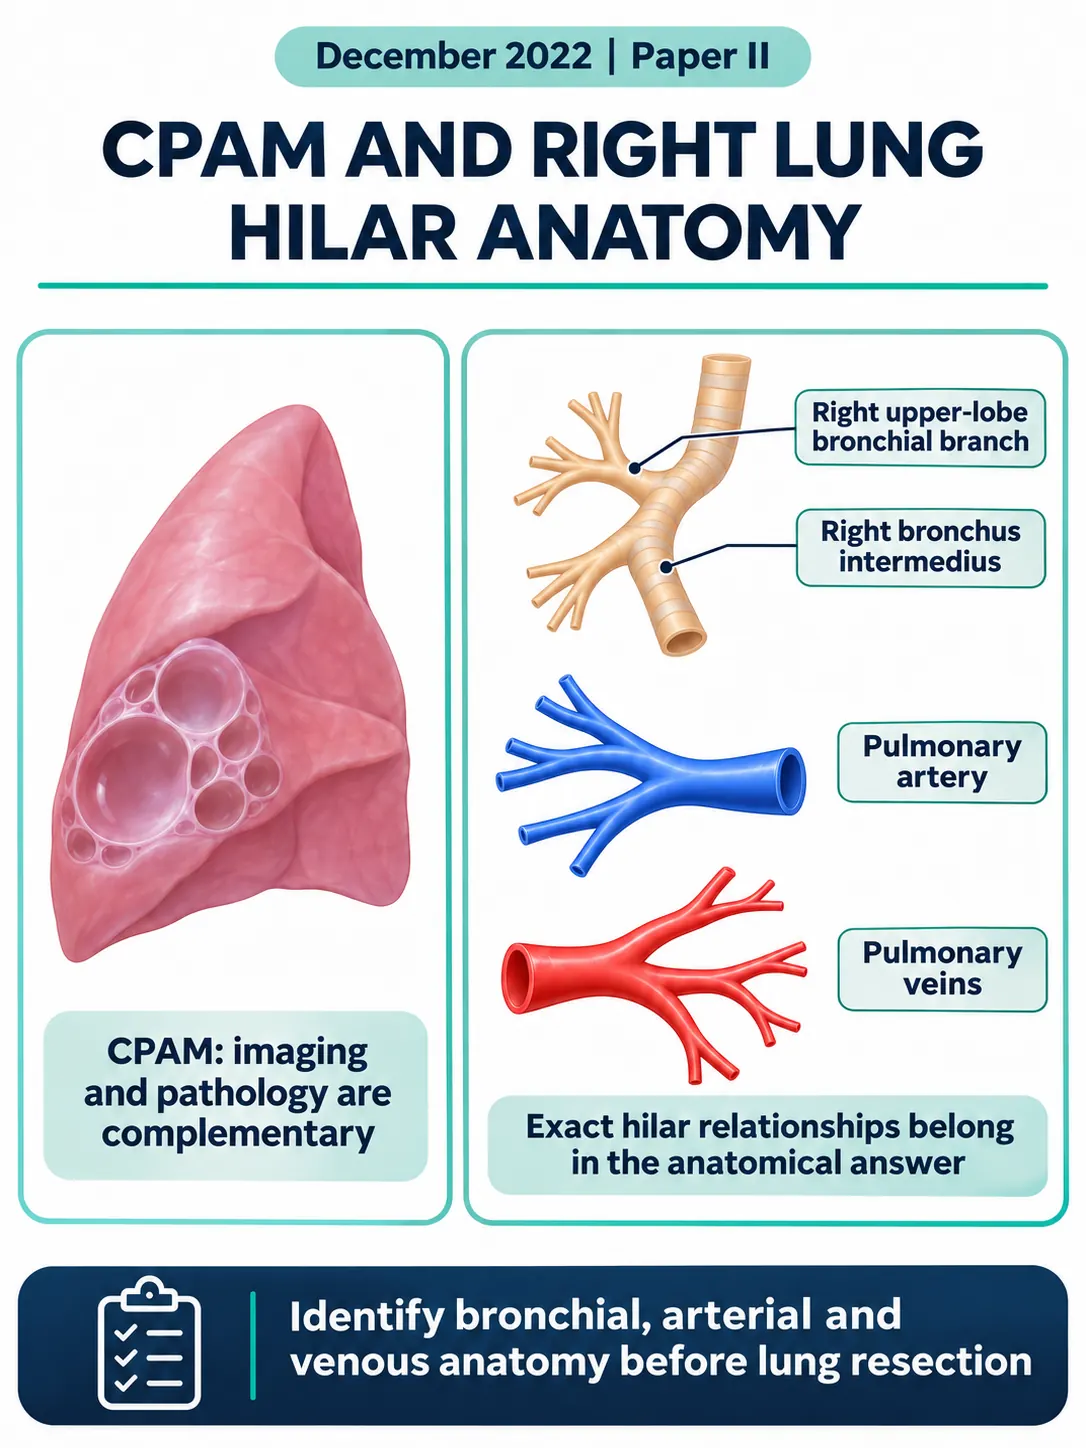 December 2022 | Paper II
CPAM AND RIGHT LUNG
HILAR ANATOMY
Right upper-lobe
bronchial branch
Right bronchus
intermedius
Pulmonary
artery
Pulmonary
veins
CPAM: imaging
and pathology are
complementary
Exact hilar relationships belong
in the anatomical answer
Identify bronchial, arterial and
venous anatomy before lung resection